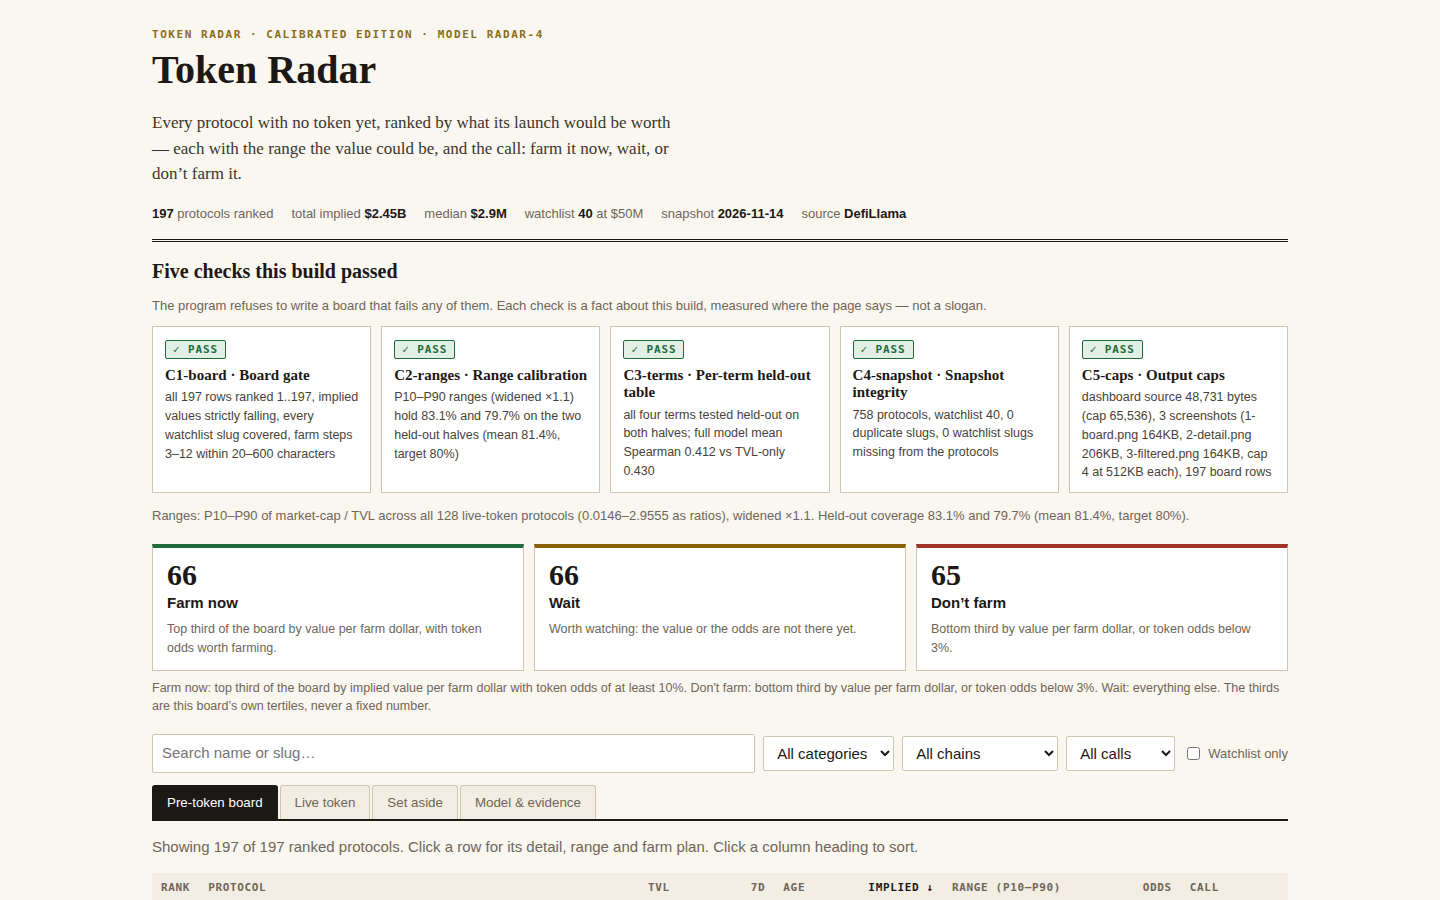 TOKEN RADAR · CALIBRATED EDITION · MODEL RADAR-4
Token Radar
Every protocol with no token yet, ranked by what its launch would be worth
— each with the range the value could be, and the call: farm it now, wait, or
don’t farm it.
197 protocols ranked total implied $2.45B median $2.9M watchlist 40 at $50M snapshot 2026-11-14 source DefiLlama
Five checks this build passed
The program refuses to write a board that fails any of them. Each check is a fact about this build, measured where the page says — not a slogan.
✓ PASS
C1-board · Board gate
all 197 rows ranked 1..197, implied
values strictly falling, every
watchlist slug covered, farm steps
3–12 within 20–600 characters
✓ PASS
C2-ranges · Range calibration
P10–P90 ranges (widened ×1.1)
hold 83.1% and 79.7% on the two
held-out halves (mean 81.4%,
target 80%)
✓ PASS
C3-terms · Per-term held-out
table
all four terms tested held-out on
both halves; full model mean
Spearman 0.412 vs TVL-only
0.430
✓ PASS
C4-snapshot · Snapshot
integrity
758 protocols, watchlist 40, 0
duplicate slugs, 0 watchlist slugs
missing from the protocols
✓ PASS
C5-caps · Output caps
dashboard source 48,731 bytes
(cap 65,536), 3 screenshots (1-
board.png 164KB, 2-detail.png
206KB, 3-filtered.png 164KB, cap
4 at 512KB each), 197 board rows
Ranges: P10–P90 of market-cap / TVL across all 128 live-token protocols (0.0146–2.9555 as ratios), widened ×1.1. Held-out coverage 83.1% and 79.7% (mean 81.4%, target 80%).
66
Farm now
Top third of the board by value per farm dollar, with token
odds worth farming.
66
Wait
Worth watching: the value or the odds are not there yet.
65
Don’t farm
Bottom third by value per farm dollar, or token odds below
3%.
Farm now: top third of the board by implied value per farm dollar with token odds of at least 10%. Don't farm: bottom third by value per farm dollar, or token odds below 3%. Wait: everything else. The thirds
are this board’s own tertiles, never a fixed number.
Search name or slug… All categories All chains All calls Watchlist only
Pre-token board Live token Set aside Model & evidence
Showing 197 of 197 ranked protocols. Click a row for its detail, range and farm plan. Click a column heading to sort.
RANK PROTOCOL TVL 7D AGE IMPLIED ↓ RANGE (P10–P90) ODDS CALL